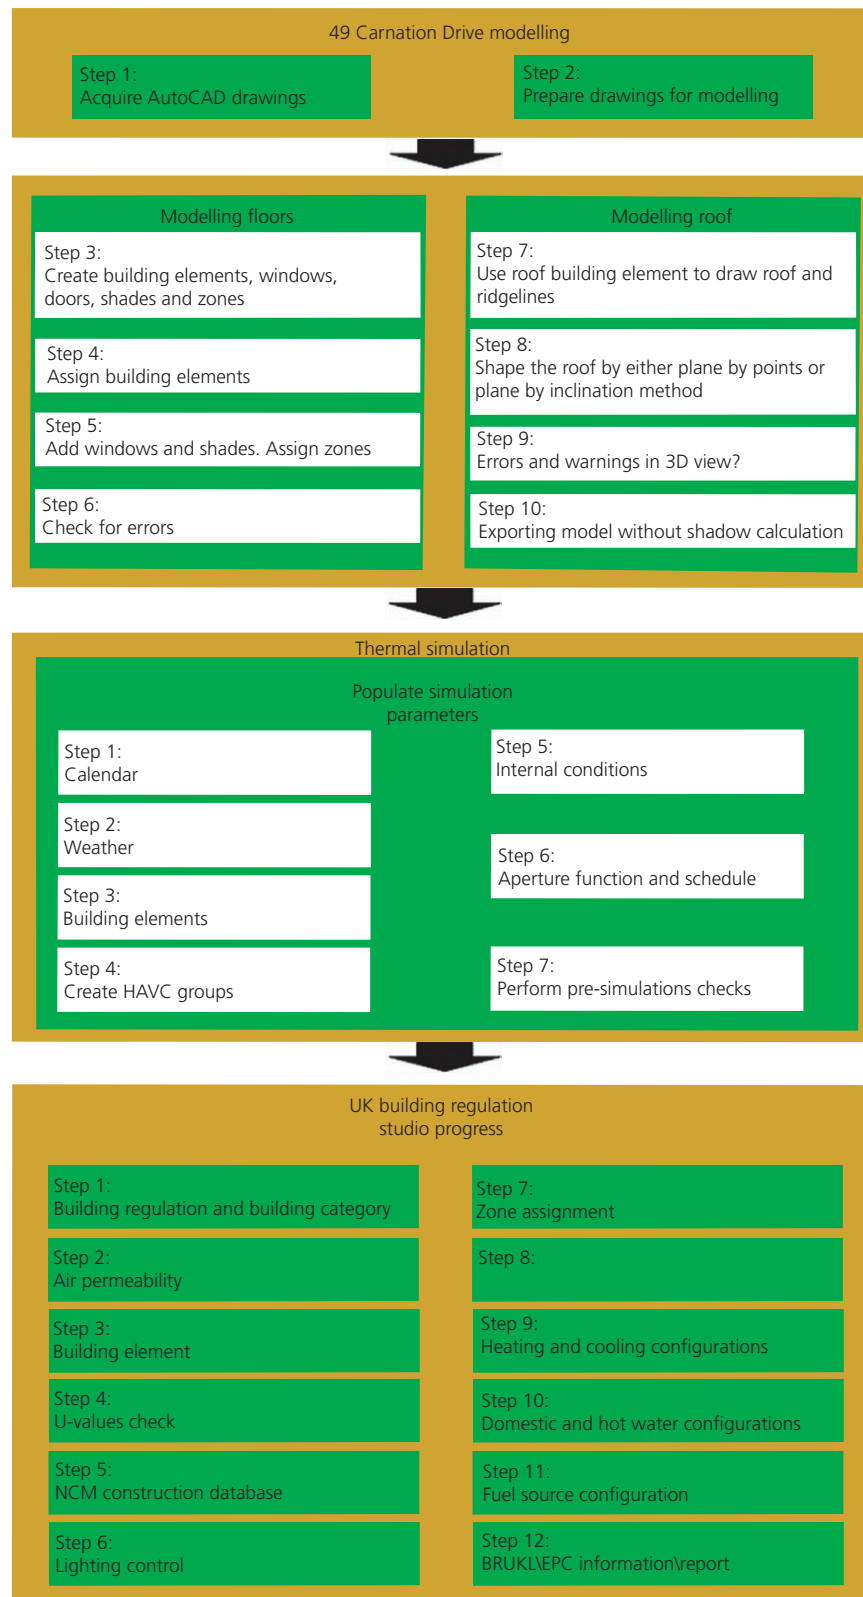 49 Carnation Drive modelling
Step 1:
Acquire AutoCAD drawings
Step 2:
Prepare drawings for modelling
Modelling floors
Step 3:
Create building elements, windows,
doors, shades and zones
Step 4:
Assign building elements
Step 5:
Add windows and shades. Assign zones
Step 6:
Check for errors
Modelling roof
Step 7:
Use roof building element to draw roof and
ridgelines
Step 8:
Shape the roof by either plane by points or
plane by inclination method
Step 9:
Errors and warnings in 3D view?
Step 10:
Exporting model without shadow calculation
Thermal simulation
Populate simulation
parameters
Step 1:
Calendar
Step 2:
Weather
Step 3:
Building elements
Step 4:
Create HAVC groups
Step 5:
Internal conditions
Step 6:
Aperture function and schedule
Step 7:
Perform pre-simulations checks
UK building regulation
studio progress
Step 1:
Building regulation and building category
Step 2:
Air permeability
Step 3:
Building element
Step 4:
U-values check
Step 5:
NCM construction database
Step 6:
Lighting control
Step 7:
Zone assignment
Step 8:
Step 9:
Heating and cooling configurations
Step 10:
Domestic and hot water configurations
Step 11:
Fuel source configuration
Step 12:
BRUKL\EPC information\report